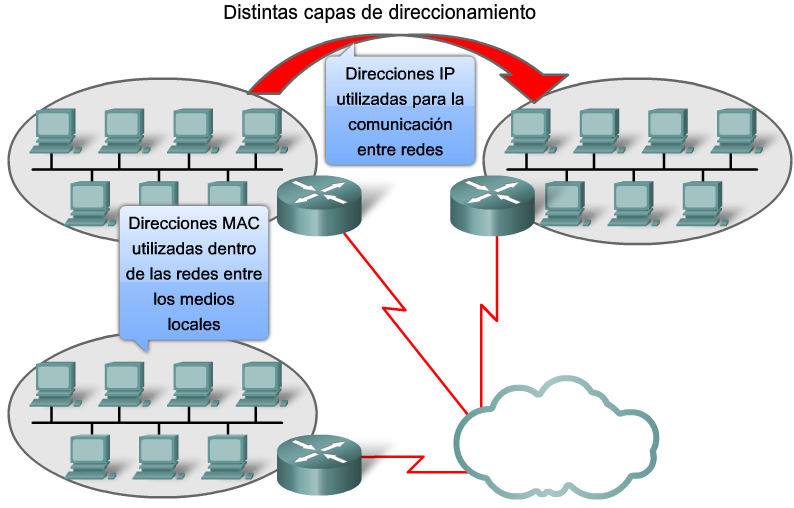 Distintas capas de direccionamiento
Direcciones IP
utilizadas para la
comunicación
entre redes
Direcciones MAC
utilizadas dentro
de las redes entre
los medios
locales